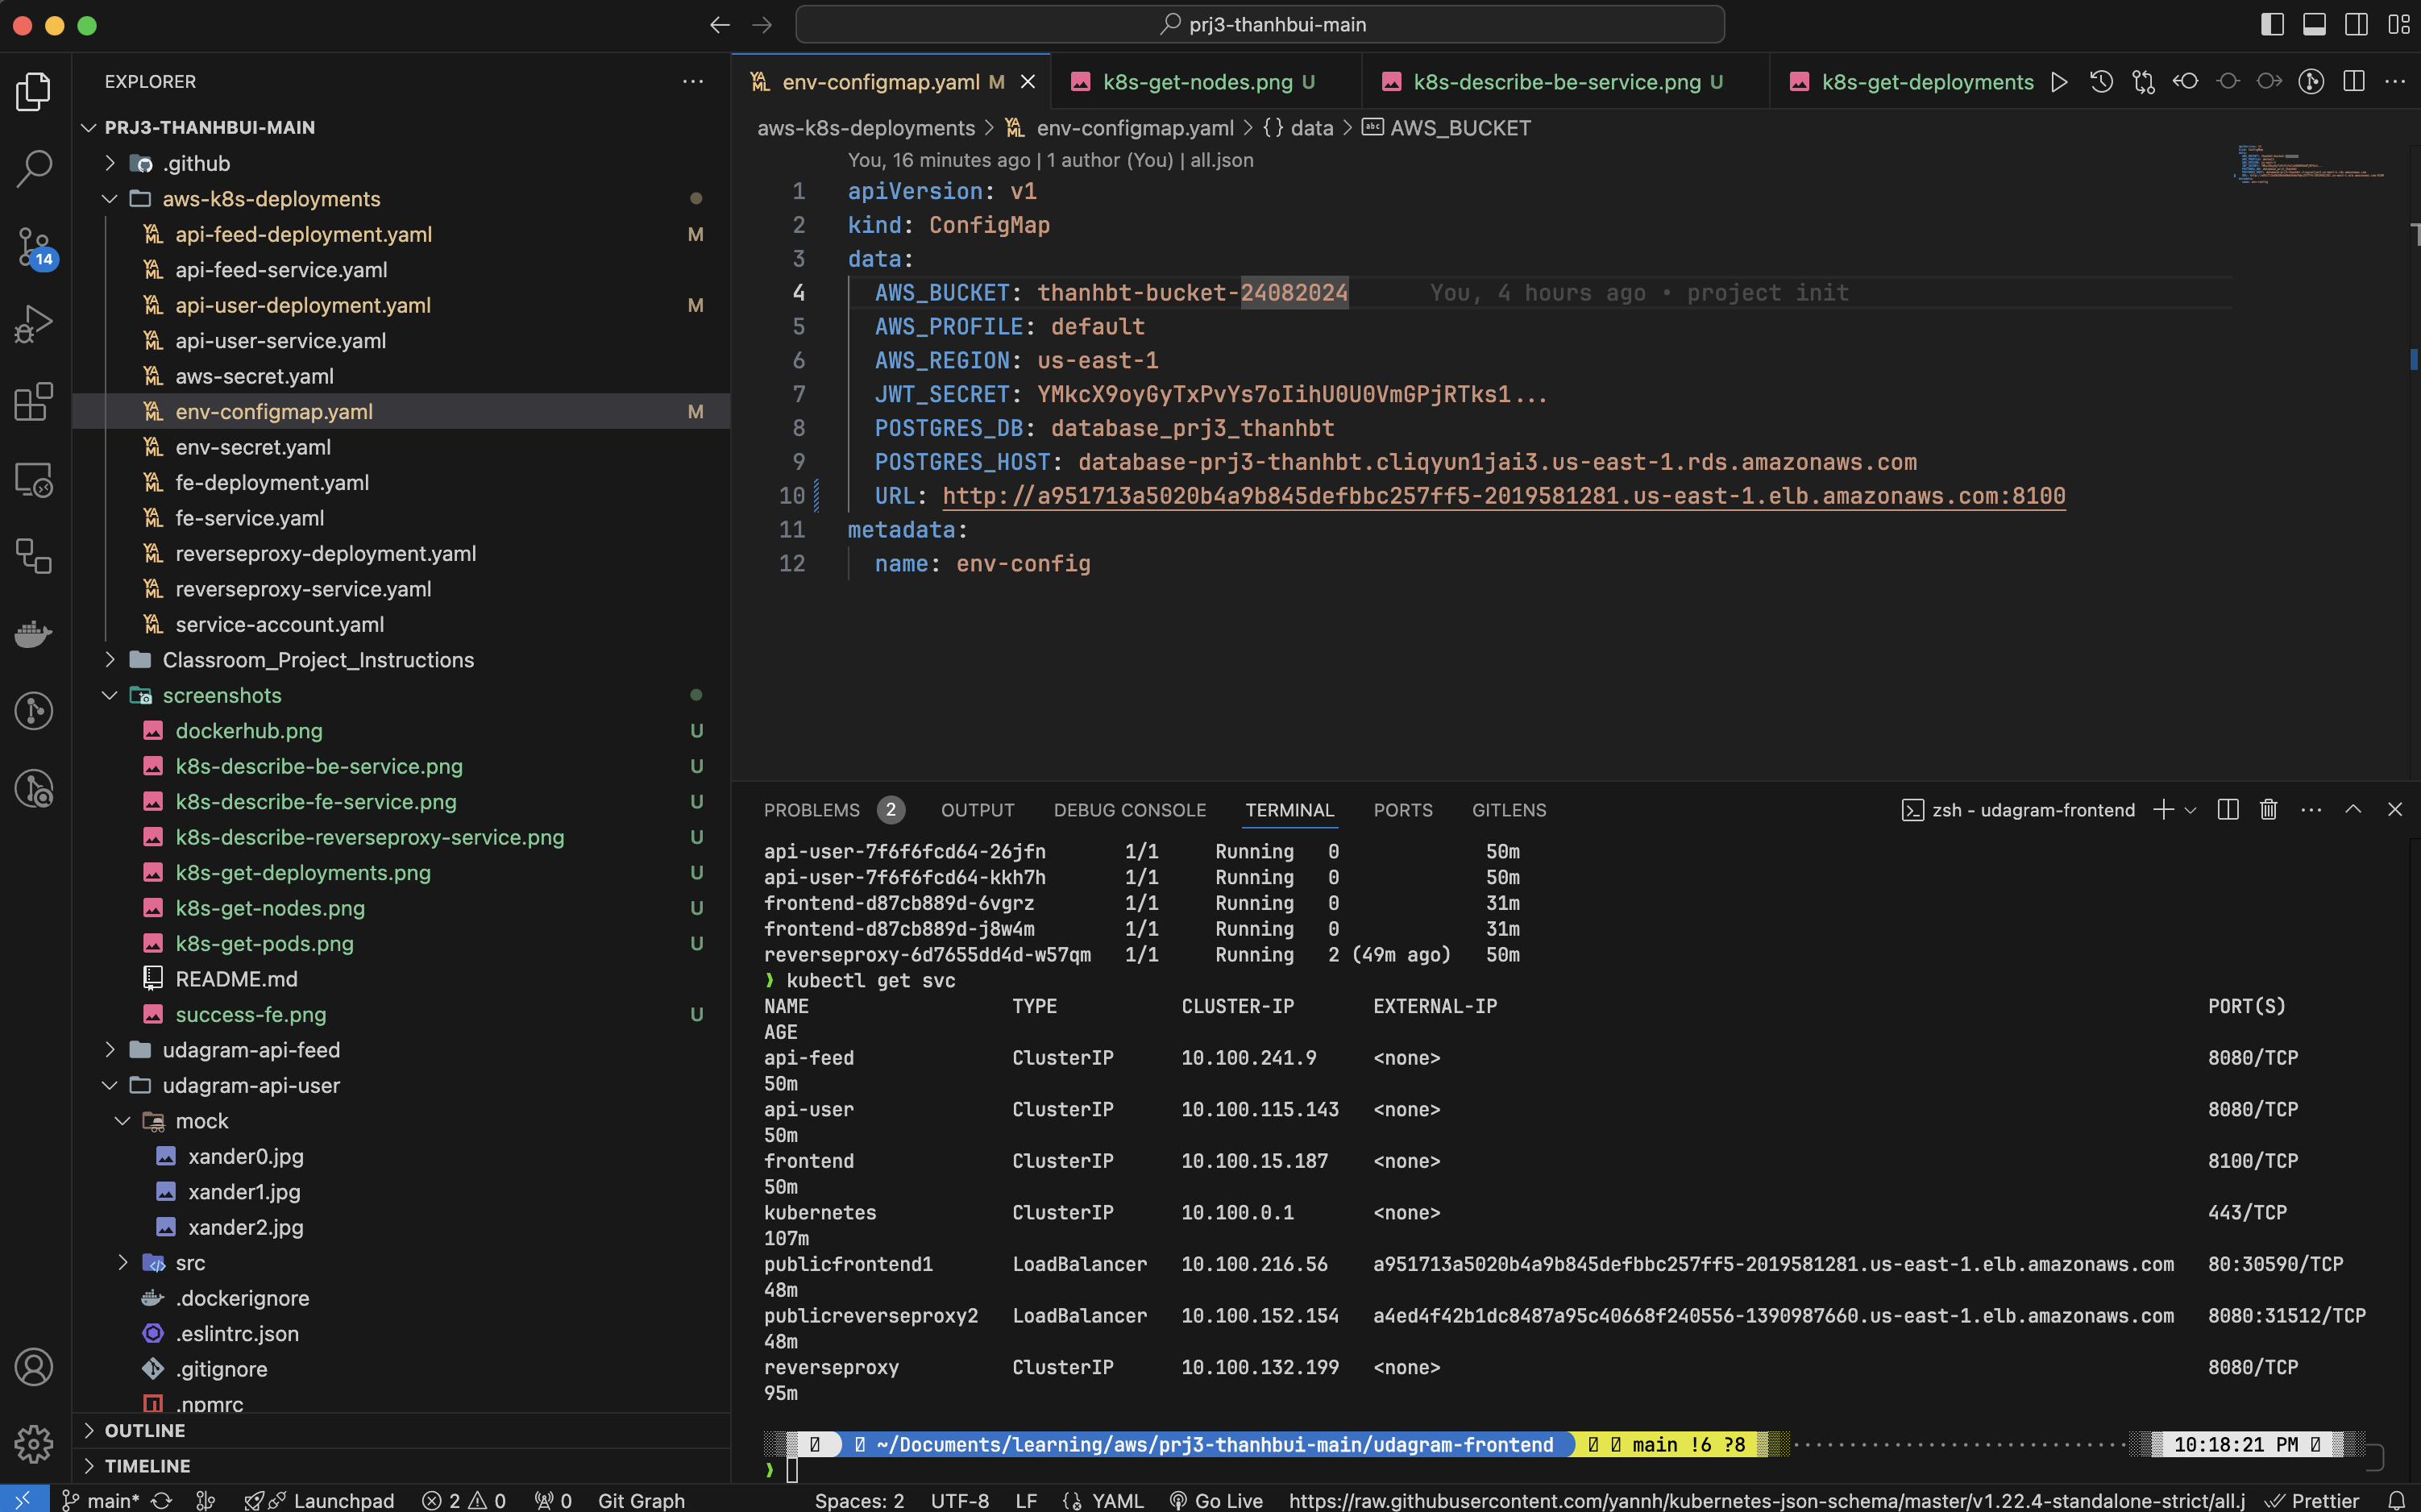 prj3-thanhbui-main
EXPLORER
PRJ3-THANHBUI-MAIN
.github
aws-k8s-deployments
api-feed-deployment.yaml M
api-feed-service.yaml
api-user-deployment.yaml M
api-user-service.yaml
aws-secret.yaml
env-configmap.yaml M
env-secret.yaml
fe-deployment.yaml
fe-service.yaml
reverseproxy-deployment.yaml
reverseproxy-service.yaml
service-account.yaml
Classroom_Project_Instructions
screenshots
dockerhub.png U
k8s-describe-be-service.png U
k8s-describe-fe-service.png U
k8s-describe-reverseproxy-service.png U
k8s-get-deployments.png U
k8s-get-nodes.png U
k8s-get-pods.png U
README.md
success-fe.png U
udagram-api-feed
udagram-api-user
mock
xander0.jpg
xander1.jpg
xander2.jpg
src
.dockerignore
.eslintrc.json
.gitignore
.npmrc
OUTLINE
TIMELINE
14
env-configmap.yaml M
k8s-get-nodes.png U
k8s-describe-be-service.png U
k8s-get-deployments
aws-k8s-deployments > env-configmap.yaml > {} data > abc AWS_BUCKET
You, 16 minutes ago | 1 author (You) | all.json
1 apiVersion: v1
2 kind: ConfigMap
3 data:
4 AWS_BUCKET: thanhbt-bucket-24082024 You, 4 hours ago • project init
5 AWS_PROFILE: default
6 AWS_REGION: us-east-1
7 JWT_SECRET: YMkcX9oyGyTxPvYs7oIihU0U0VmGPjRTks1...
8 POSTGRES_DB: database_prj3_thanhbt
9 POSTGRES_HOST: database-prj3-thanhbt.cliqyun1jai3.us-east-1.rds.amazonaws.com
10 URL: http://a951713a5020b4a9b845defbbc257ff5-2019581281.us-east-1.elb.amazonaws.com:8100
11 metadata:
12 name: env-config
PROBLEMS 2 OUTPUT DEBUG CONSOLE TERMINAL PORTS GITLENS
zsh - udagram-frontend
api-user-7f6f6fcd64-26jfn 1/1 Running 0 50m
api-user-7f6f6fcd64-kkh7h 1/1 Running 0 50m
frontend-d87cb889d-6vgrz 1/1 Running 0 31m
frontend-d87cb889d-j8w4m 1/1 Running 0 31m
reverseproxy-6d7655dd4d-w57qm 1/1 Running 2 (49m ago) 50m
❯ kubectl get svc
NAME TYPE CLUSTER-IP EXTERNAL-IP PORT(S)
AGE
api-feed ClusterIP 10.100.241.9 <none> 8080/TCP
50m
api-user ClusterIP 10.100.115.143 <none> 8080/TCP
50m
frontend ClusterIP 10.100.15.187 <none> 8100/TCP
50m
kubernetes ClusterIP 10.100.0.1 <none> 443/TCP
107m
publicfrontend1 LoadBalancer 10.100.216.56 a951713a5020b4a9b845defbbc257ff5-2019581281.us-east-1.elb.amazonaws.com 80:30590/TCP
48m
publicreverseproxy2 LoadBalancer 10.100.152.154 a4ed4f42b1dc8487a95c40668f240556-1390987660.us-east-1.elb.amazonaws.com 8080:31512/TCP
48m
reverseproxy ClusterIP 10.100.132.199 <none> 8080/TCP
95m
~/Documents/learning/aws/prj3-thanhbui-main/udagram-frontend main !6 ?8 10:18:21 PM
❯
main* Launchpad 2 0 0 Git Graph Spaces: 2 UTF-8 LF YAML Go Live https://raw.githubusercontent.com/yannh/kubernetes-json-schema/master/v1.22.4-standalone-strict/all.j Prettier